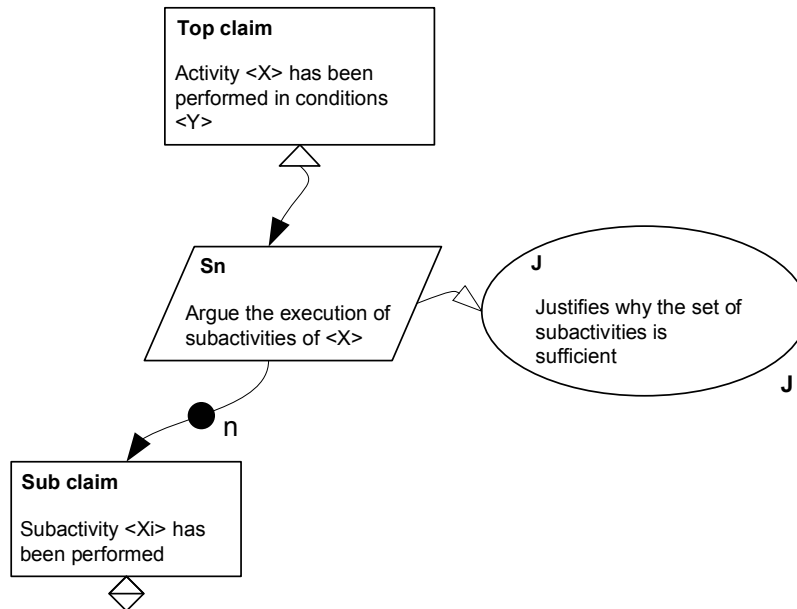 Top claim
Activity <X> has been
performed in conditions
<Y>
Sn
Argue the execution of
subactivities of <X>
J
Justifies why the set of
subactivities is
sufficient
J
n
Sub claim
Subactivity <Xi> has
been performed